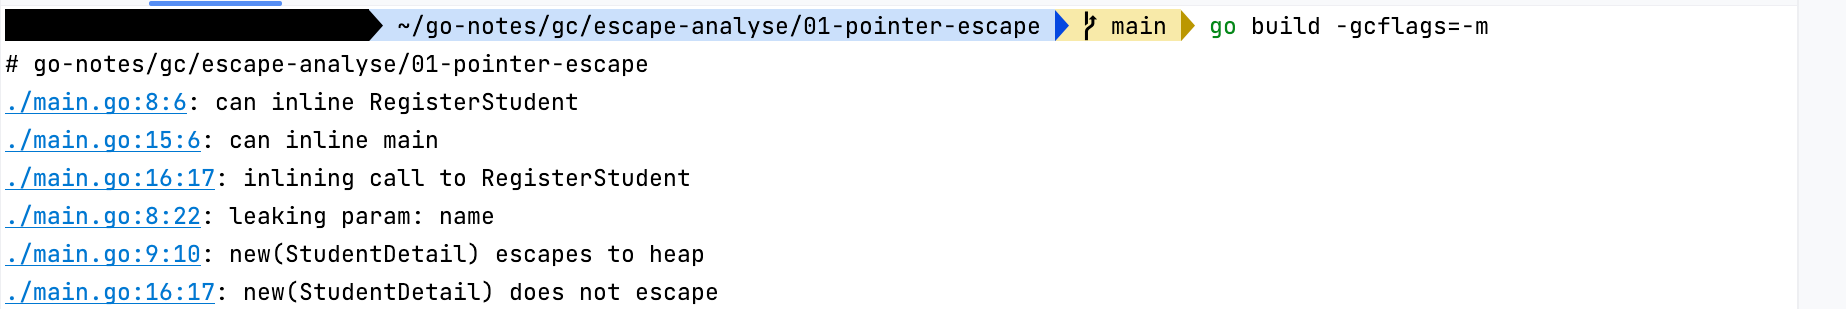 ~/go-notes/gc/escape-analyse/01-pointer-escape main go build -gcflags=-m
# go-notes/gc/escape-analyse/01-pointer-escape
./main.go:8:6: can inline RegisterStudent
./main.go:15:6: can inline main
./main.go:16:17: inlining call to RegisterStudent
./main.go:8:22: leaking param: name
./main.go:9:10: new(StudentDetail) escapes to heap
./main.go:16:17: new(StudentDetail) does not escape